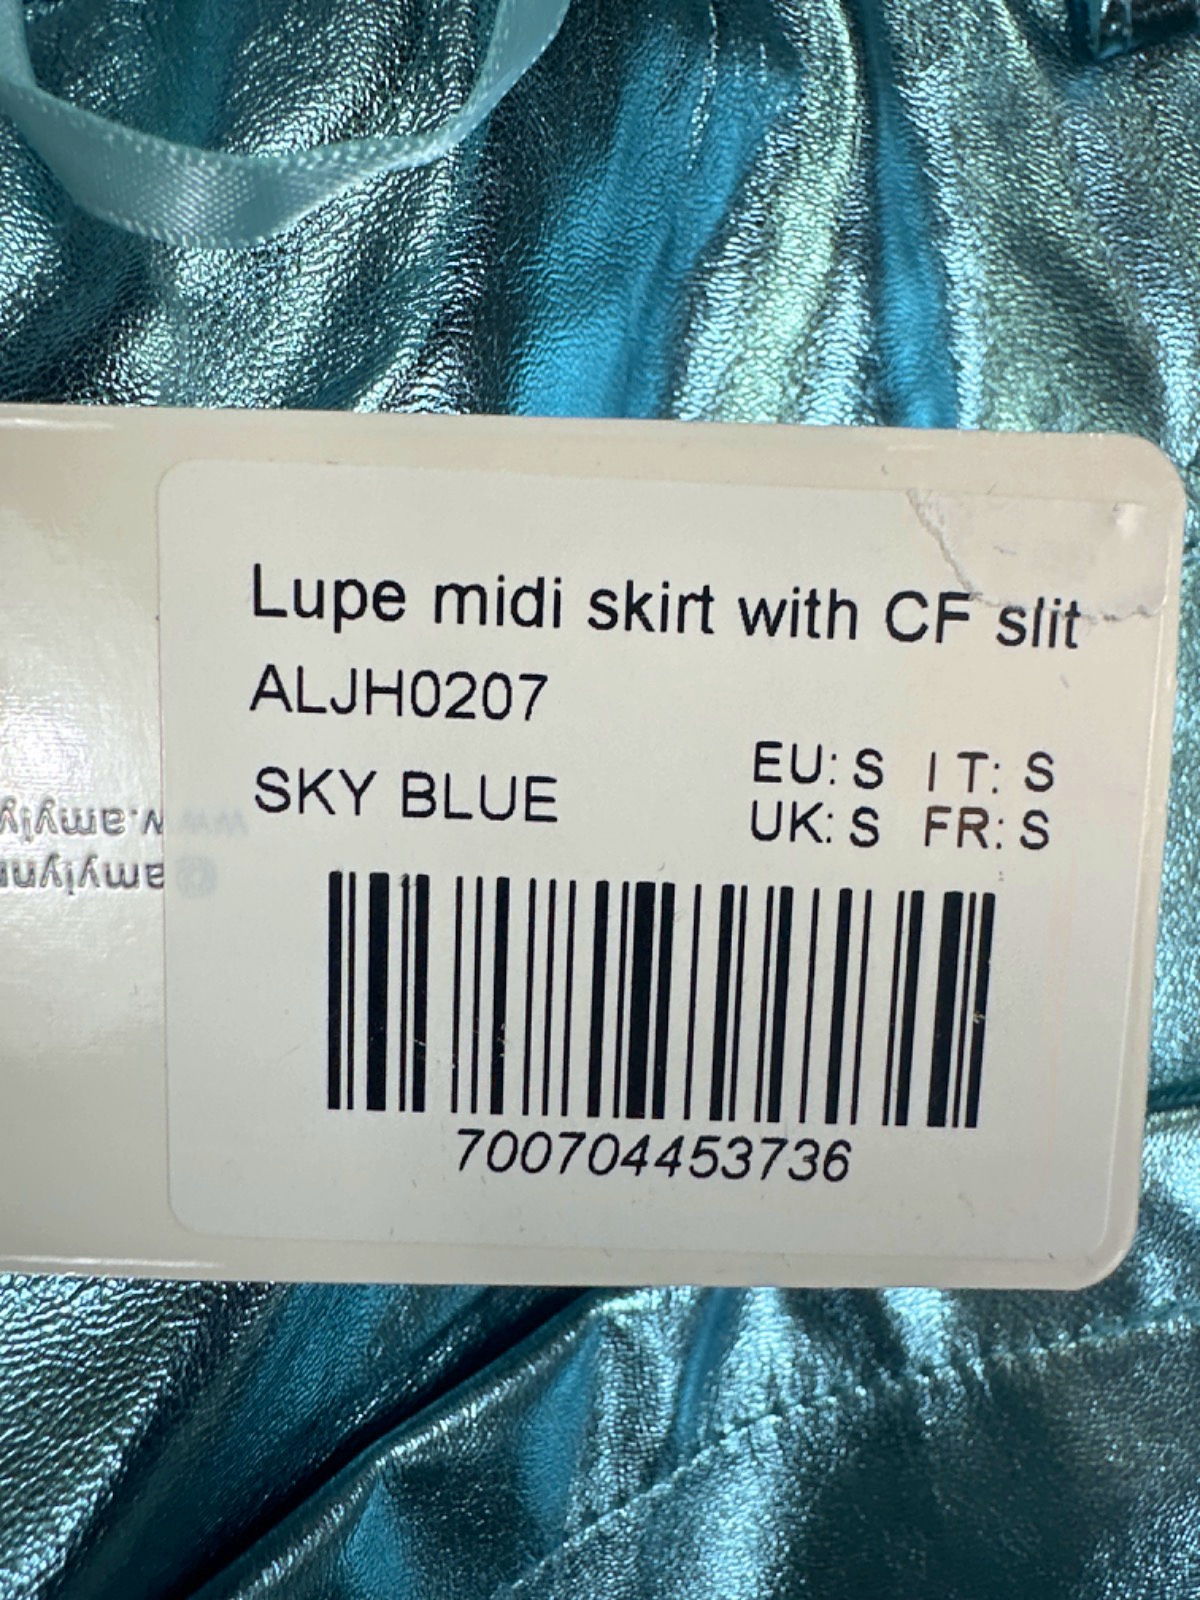 Lupe midi skirt with CF slit
ALJH0207
SKY BLUE
EU: S IT: S
UK: S FR: S
700704453736